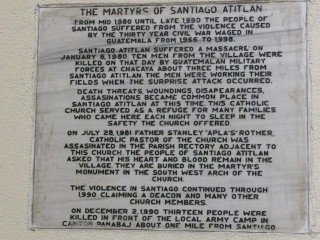 THE MARTYRS OF SANTIAGO ATITLAN
FROM MID 1980 UNTIL LATE 1990 THE PEOPLE OF
SANTIAGO SUFFERED FROM THE VIOLENCE CAUSED
BY THE THIRTY YEAR CIVIL WAR WAGED IN
GUATEMALA FROM 1966 TO 1998.
SANTIAGO ATITLAN SUFFERED A MASSACRE ON
JANUARY 6, 1980 TEN MEN FROM THE VILLAGE WERE
KILLED ON THAT DAY BY GUATEMALAN MILITARY
FORCES AT CHACAYA ABOUT THREE MILES FROM
SANTIAGO ATITLAN. THE MEN WERE WORKING THEIR
FIELDS WHEN THE SURPRISE ATTACK OCCURRED.
DEATH THREATS, WOUNDINGS, DISAPEARANCES,
ASSASINATIONS BECAME COMMON PLACE IN
SANTIAGO ATITLAN AT THIS TIME. THIS CATHOLIC
CHURCH SERVED AS A REFUGE FOR MANY FAMILIES
WHO CAME HERE EACH NIGHT TO SLEEP IN THE
SAFETY THE CHURCH OFFERED.
ON JULY 28, 1981 FATHER STANLEY "APLA'S" ROTHER,
CATHOLIC PASTOR OF THE CHURCH WAS
ASSASINATED IN THE PARISH RECTORY ADJACENT TO
THIS CHURCH. THE PEOPLE OF SANTIAGO ATITLAN
ASKED THAT HIS HEART AND BLOOD REMAIN IN THE
VILLAGE. THEY ARE BURIED IN THE MARTYR'S
MONUMENT IN THE SOUTH WEST ARCH OF THE
CHURCH.
THE VIOLENCE IN SANTIAGO CONTINUED THROUGH
1,990 CLAIMING A DEACON AND MANY OTHER
CHURCH MEMBERS.
ON DECEMBER 2, 1,990 THIRTEEN PEOPLE WERE
KILLED IN FRONT OF THE LOCAL ARMY CAMP IN
CANTON PANABAJ ABOUT ONE MILE FROM SANTIAGO